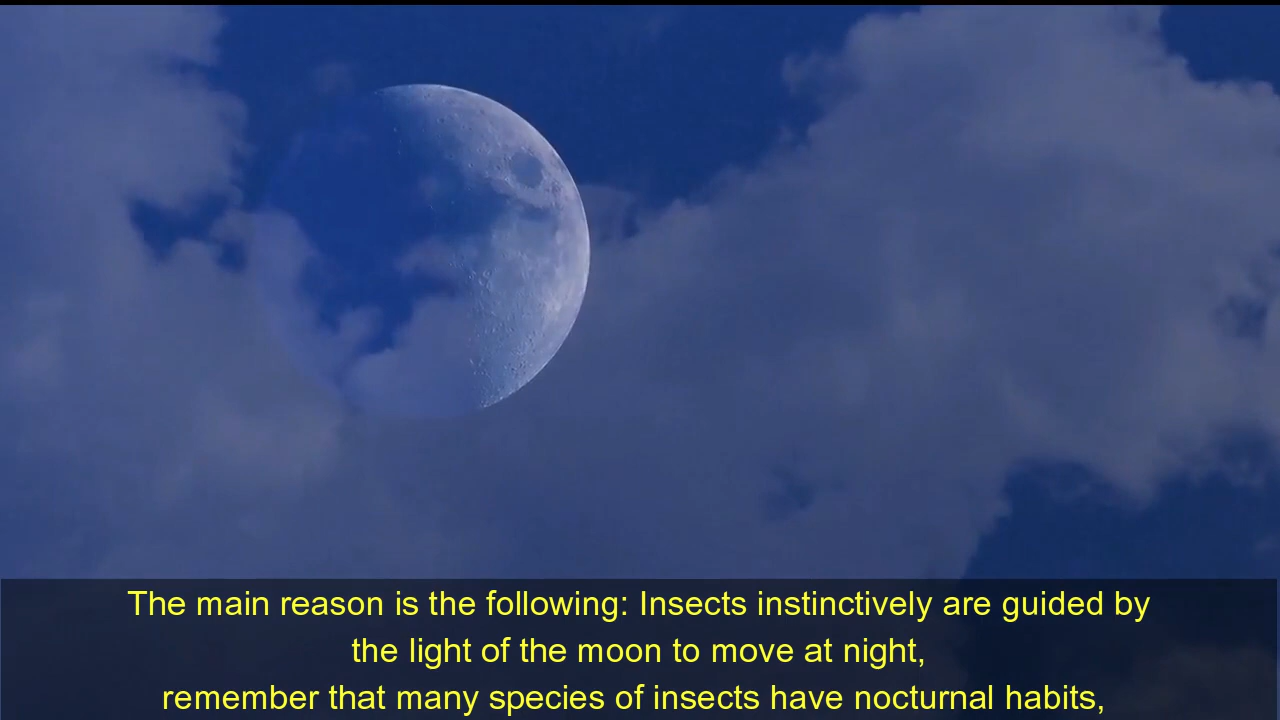 The main reason is the following: Insects instinctively are guided by
the light of the moon to move at night,
remember that many species of insects have nocturnal habits,